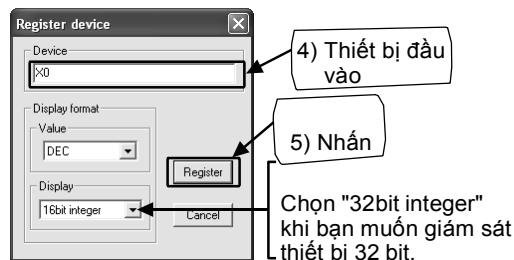 Register device
Device
X0
Display format
Value
DEC
Display
16bit integer
Register
Cancel
4) Thiết bị đầu
vào
5) Nhấn
Chọn "32bit integer"
khi bạn muốn giám sát
thiết bị 32 bit.